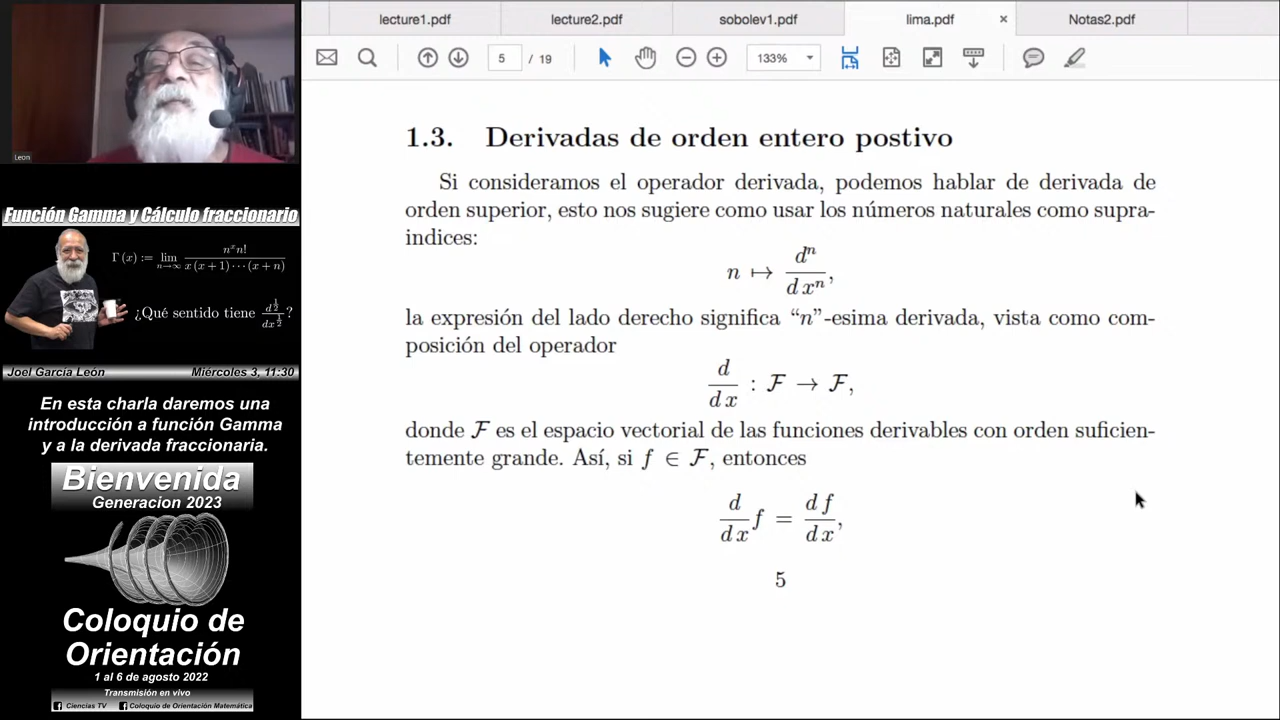 lecture1.pdf
lecture2.pdf
sobolev1.pdf
lima.pdf
×
Notas2.pdf
5 / 19
133%
Leon
Función Gamma y Cálculo fraccionario
Γ(x) := lim_{n→∞} n^x n! / x(x+1)···(x+n)
¿Qué sentido tiene d^{1/2}/dx^{1/2}?
Joel García León
Miércoles 3, 11:30
En esta charla daremos una
introducción a función Gamma
y a la derivada fraccionaria.
Bienvenida
Generacion 2023
Coloquio de
Orientación
1 al 6 de agosto 2022
Transmisión en vivo
Ciencias TV
Coloquio de Orientación Matemática
1.3. Derivadas de orden entero postivo
Si consideramos el operador derivada, podemos hablar de derivada de
orden superior, esto nos sugiere como usar los números naturales como supra-
indices:
n ↦ d^n/dx^n,
la expresión del lado derecho significa “n”-esima derivada, vista como com-
posición del operador
d/dx : ℱ → ℱ,
donde ℱ es el espacio vectorial de las funciones derivables con orden suficien-
temente grande. Así, si f ∈ ℱ, entonces
d/dx f = df/dx,
5